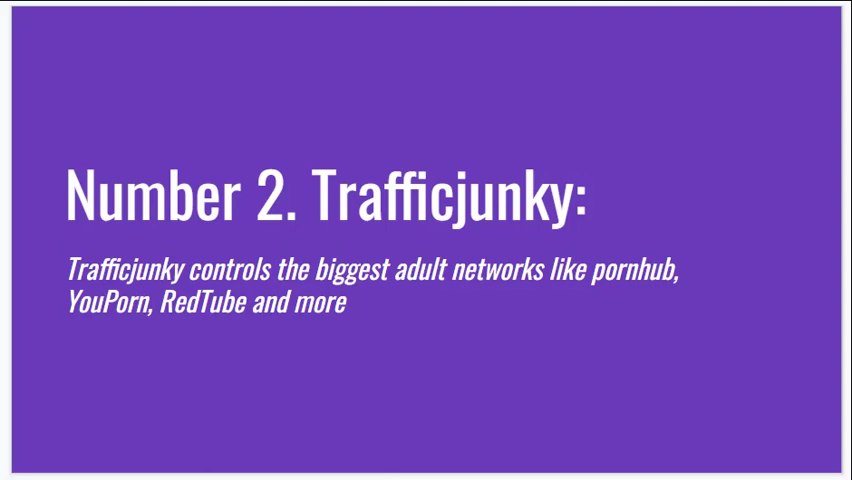 Number 2. Trafficjunky:
Trafficjunky controls the biggest adult networks like pornhub,
YouPorn, RedTube and more